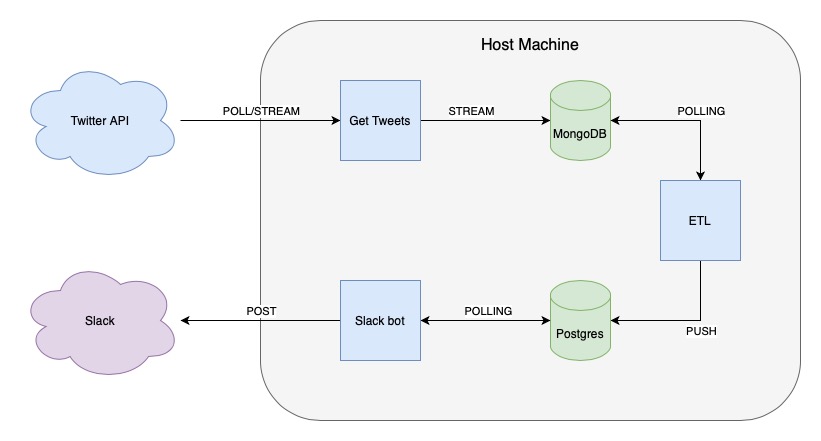 Host Machine
Twitter API
POLL/STREAM
Get Tweets
STREAM
MongoDB
POLLING
ETL
Slack
POST
Slack bot
POLLING
Postgres
PUSH